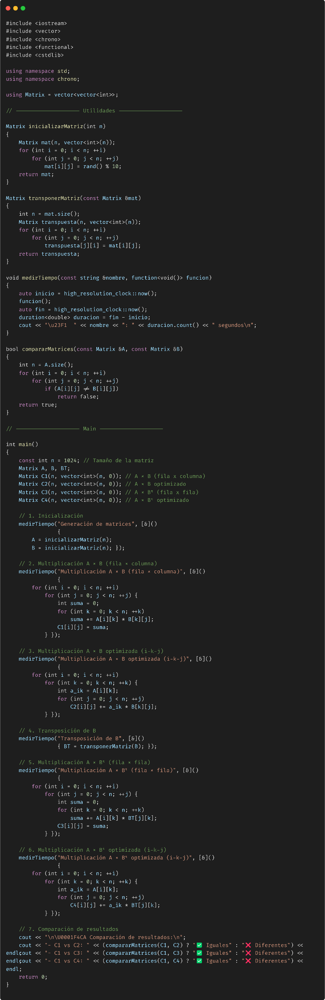 #include <iostream>
#include <vector>
#include <chrono>
#include <functional>
#include <cstdlib>

using namespace std;
using namespace chrono;

using Matrix = vector<vector<int>>;

// -------------------- Utilidades --------------------

Matrix inicializarMatriz(int n)
{
    Matrix mat(n, vector<int>(n));
    for (int i = 0; i < n; ++i)
        for (int j = 0; j < n; ++j)
            mat[i][j] = rand() % 10;
    return mat;
}

Matrix transponerMatriz(const Matrix &mat)
{
    int n = mat.size();
    Matrix transpuesta(n, vector<int>(n));
    for (int i = 0; i < n; ++i)
        for (int j = 0; j < n; ++j)
            transpuesta[j][i] = mat[i][j];
    return transpuesta;
}

void medirTiempo(const string &nombre, function<void()> funcion)
{
    auto inicio = high_resolution_clock::now();
    funcion();
    auto fin = high_resolution_clock::now();
    duration<double> duracion = fin - inicio;
    cout << "\u23F1  " << nombre << ": " << duracion.count() << " segundos\n";
}

bool compararMatrices(const Matrix &A, const Matrix &B)
{
    int n = A.size();
    for (int i = 0; i < n; ++i)
        for (int j = 0; j < n; ++j)
            if (A[i][j] != B[i][j])
                return false;
    return true;
}

// -------------------- Main --------------------

int main()
{
    const int n = 1024; // Tamaño de la matriz
    Matrix A, B, BT;
    Matrix C1(n, vector<int>(n, 0)); // A × B (fila x columna)
    Matrix C2(n, vector<int>(n, 0)); // A × B optimizado
    Matrix C3(n, vector<int>(n, 0)); // A × Bᵗ (fila x fila)
    Matrix C4(n, vector<int>(n, 0)); // A × Bᵗ optimizado

    // 1. Inicialización
    medirTiempo("Generación de matrices", [&]()
                {
        A = inicializarMatriz(n);
        B = inicializarMatriz(n); });

    // 2. Multiplicación A × B (fila × columna)
    medirTiempo("Multiplicación A × B (fila × columna)", [&]()
                {
        for (int i = 0; i < n; ++i)
            for (int j = 0; j < n; ++j) {
                int suma = 0;
                for (int k = 0; k < n; ++k)
                    suma += A[i][k] * B[k][j];
                C1[i][j] = suma;
            } });

    // 3. Multiplicación A × B optimizada (i-k-j)
    medirTiempo("Multiplicación A × B optimizada (i-k-j)", [&]()
                {
        for (int i = 0; i < n; ++i)
            for (int k = 0; k < n; ++k) {
                int a_ik = A[i][k];
                for (int j = 0; j < n; ++j)
                    C2[i][j] += a_ik * B[k][j];
            } });

    // 4. Transposición de B
    medirTiempo("Transposición de B", [&]()
                { BT = transponerMatriz(B); });

    // 5. Multiplicación A × Bᵗ (fila × fila)
    medirTiempo("Multiplicación A × Bᵗ (fila × fila)", [&]()
                {
        for (int i = 0; i < n; ++i)
            for (int j = 0; j < n; ++j) {
                int suma = 0;
                for (int k = 0; k < n; ++k)
                    suma += A[i][k] * BT[j][k];
                C3[i][j] = suma;
            } });

    // 6. Multiplicación A × Bᵗ optimizada (i-k-j)
    medirTiempo("Multiplicación A × Bᵗ optimizada (i-k-j)", [&]()
                {
        for (int i = 0; i < n; ++i)
            for (int k = 0; k < n; ++k) {
                int a_ik = A[i][k];
                for (int j = 0; j < n; ++j)
                    C4[i][j] += a_ik * BT[j][k];
            } });

    // 7. Comparación de resultados
    cout << "\n\U0001F4CA Comparación de resultados:\n";
    cout << "- C1 vs C2: " << (compararMatrices(C1, C2) ? "✅ Iguales" : "❌ Diferentes") <<
endl;cout << "- C1 vs C3: " << (compararMatrices(C1, C3) ? "✅ Iguales" : "❌ Diferentes") <<
endl;cout << "- C1 vs C4: " << (compararMatrices(C1, C4) ? "✅ Iguales" : "❌ Diferentes") <<
endl;
    return 0;
}